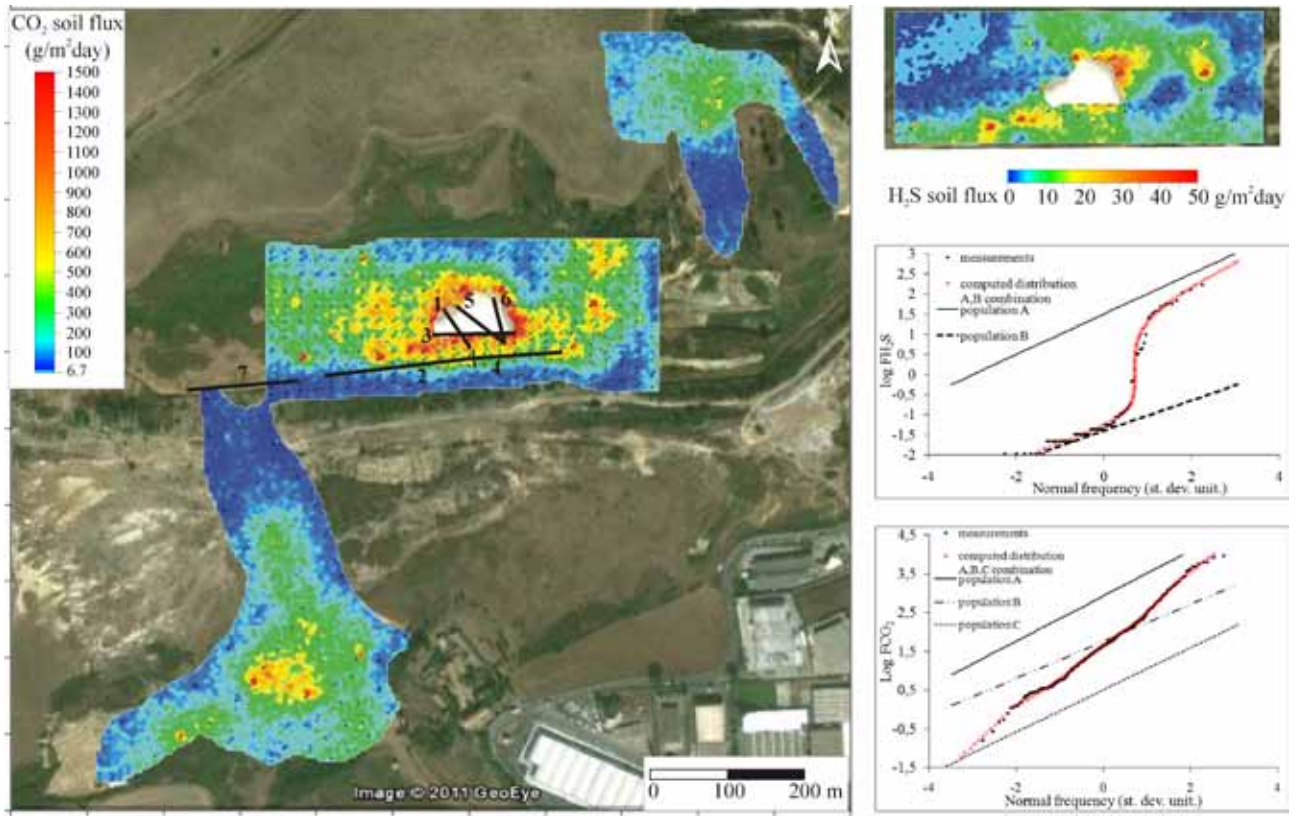 CO₂ soil flux
(g/m²day)
1500
1400
1300
1200
1100
1000
900
800
700
600
500
400
300
200
100
6.7
1
5
6
3
2
4
7
Image © 2011 GeoEye
0 100 200 m
H₂S soil flux 0 10 20 30 40 50 g/m²day
measurements
computed distribution
A,B combination
population A
population B
log FH₂S
3
2,5
2
1,5
1
0,5
0
-0,5
-1
-1,5
-2
-4 -2 0 2 4
Normal frequency (st. dev. unit.)
measurements
computed distribution
A,B,C combination
population A
population B
population C
Log FCO₂
4,5
3,5
2,5
1,5
0,5
-0,5
-1,5
-4 -2 0 2 4
Normal frequency (st. dev. unit.)